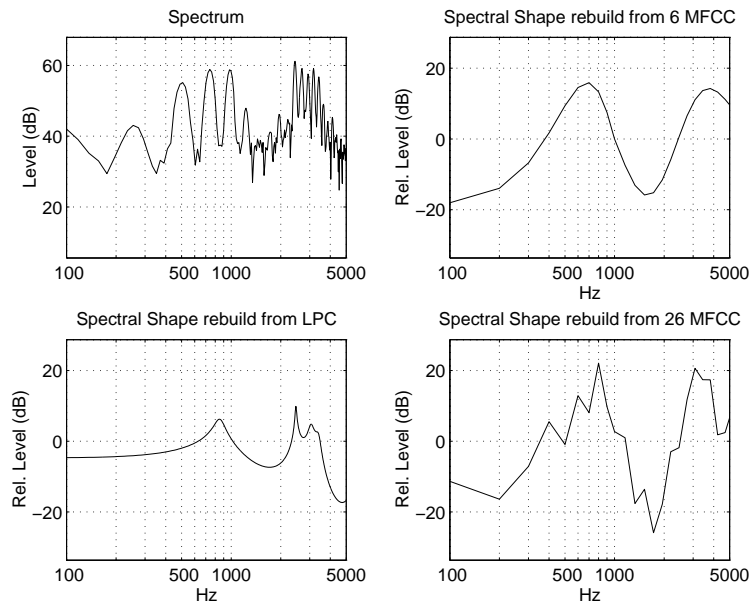 Spectrum
Level (dB)
60
40
20
100 500 1000 5000
Spectral Shape rebuild from 6 MFCC
Rel. Level (dB)
20
0
−20
100 500 1000 5000
Hz
Spectral Shape rebuild from LPC
Rel. Level (dB)
20
0
−20
100 500 1000 5000
Hz
Spectral Shape rebuild from 26 MFCC
Rel. Level (dB)
20
0
−20
100 500 1000 5000
Hz